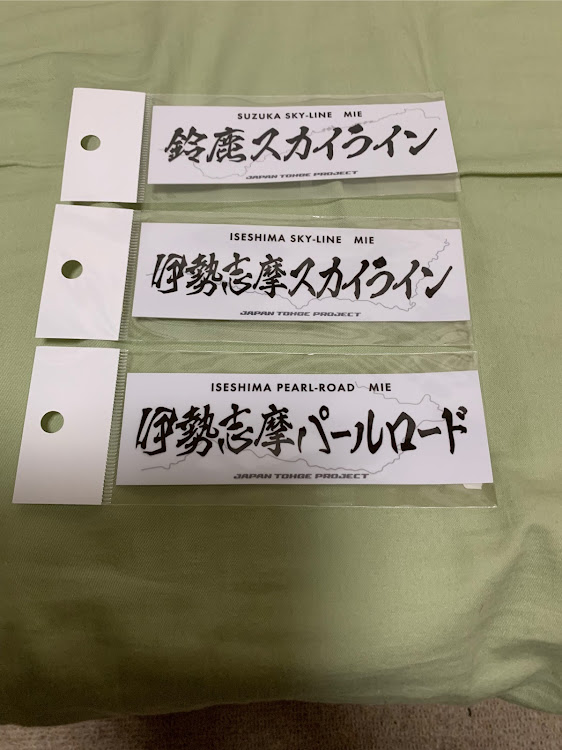 SUZUKA SKY-LINE MIE
鈴鹿スカイライン
JAPAN TOHGE PROJECT
ISESHIMA SKY-LINE MIE
伊勢志摩スカイライン
JAPAN TOHGE PROJECT
ISESHIMA PEARL-ROAD MIE
伊勢志摩パールロード
JAPAN TOHGE PROJECT